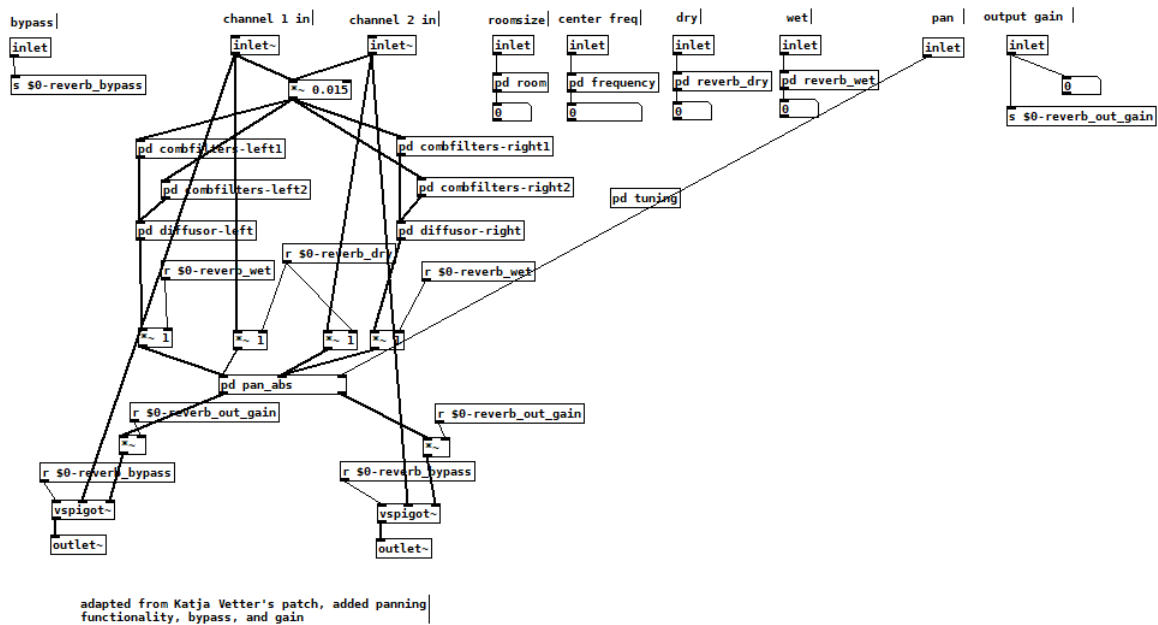 bypass
channel 1 in
channel 2 in
roomsize
center freq
dry
wet
pan
output gain
inlet
inlet~
inlet~
inlet
inlet
inlet
inlet
inlet
inlet
s $0-reverb_bypass
*~ 0.015
pd room
pd frequency
pd reverb_dry
pd reverb_wet
0
0
0
0
0
s $0-reverb_out_gain
pd combfilters-left1
pd combfilters-right1
pd combfilters-left2
pd combfilters-right2
pd tuning
pd diffusor-left
pd diffusor-right
r $0-reverb_dry
r $0-reverb_wet
r $0-reverb_wet
*~ 1
*~ 1
*~ 1
*~ 1
pd pan_abs
r $0-reverb_out_gain
r $0-reverb_out_gain
*~
*~
r $0-reverb_bypass
r $0-reverb_bypass
vspigot~
vspigot~
outlet~
outlet~
adapted from Katja Vetter's patch, added panning
functionality, bypass, and gain